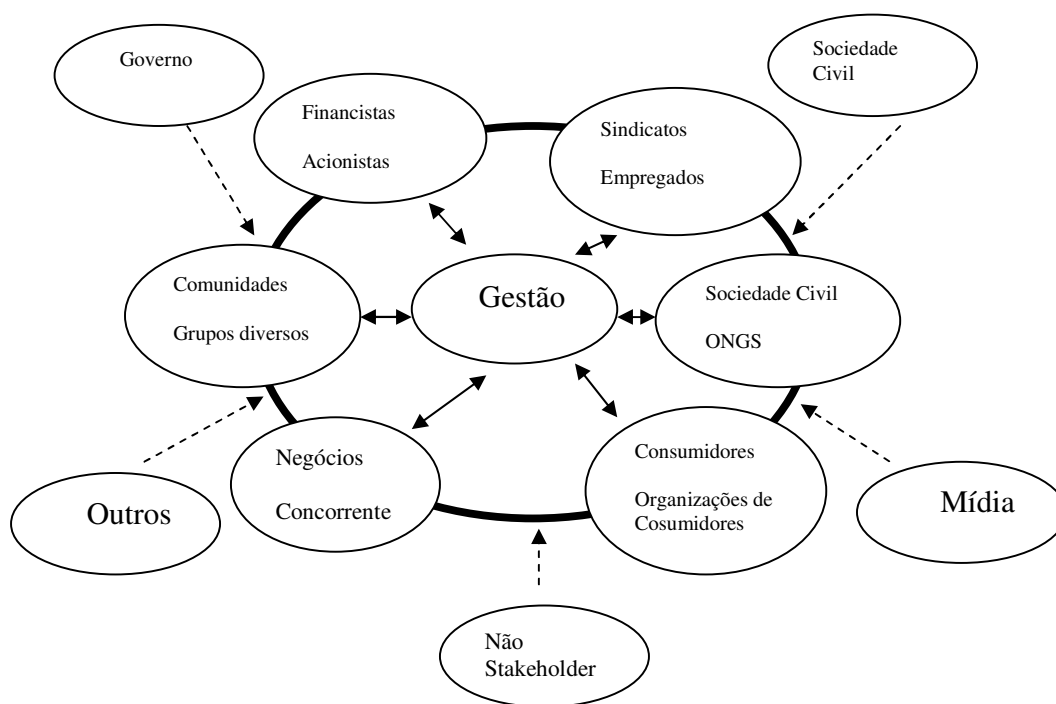 Governo
Sociedade
Civil
Financistas
Acionistas
Sindicatos
Empregados
Comunidades
Grupos diversos
Gestão
Sociedade Civil
ONGS
Negócios
Concorrente
Consumidores
Organizações de
Cosumidores
Outros
Mídia
Não
Stakeholder